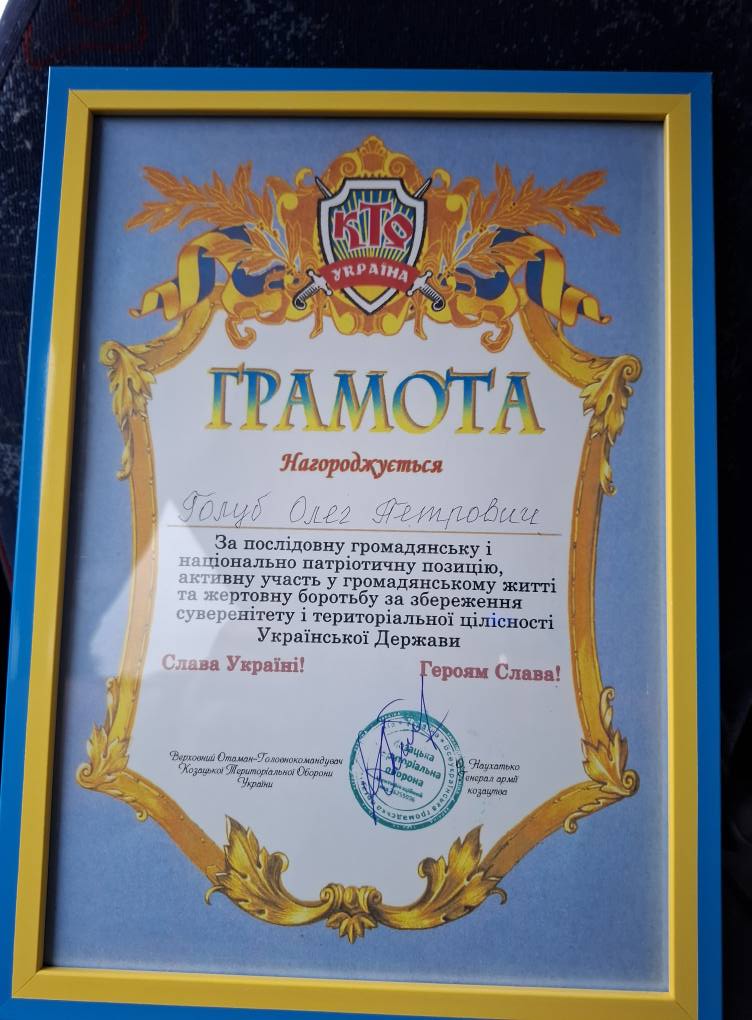 КТО
УКРАЇНА
ГРАМОТА
Нагороджується
Голуб Олег Петрович
За послідовну громадянську і
національно патріотичну позицію,
активну участь у громадянському житті
та жертовну боротьбу за збереження
суверенітету і територіальної цілісності
Української Держави
Слава Україні!
Героям Слава!
Верховний Отаман-Головнокомандувач
Козацької Територіальної Оборони
України
Наухатько
Генерал армії
козацтва
оборона